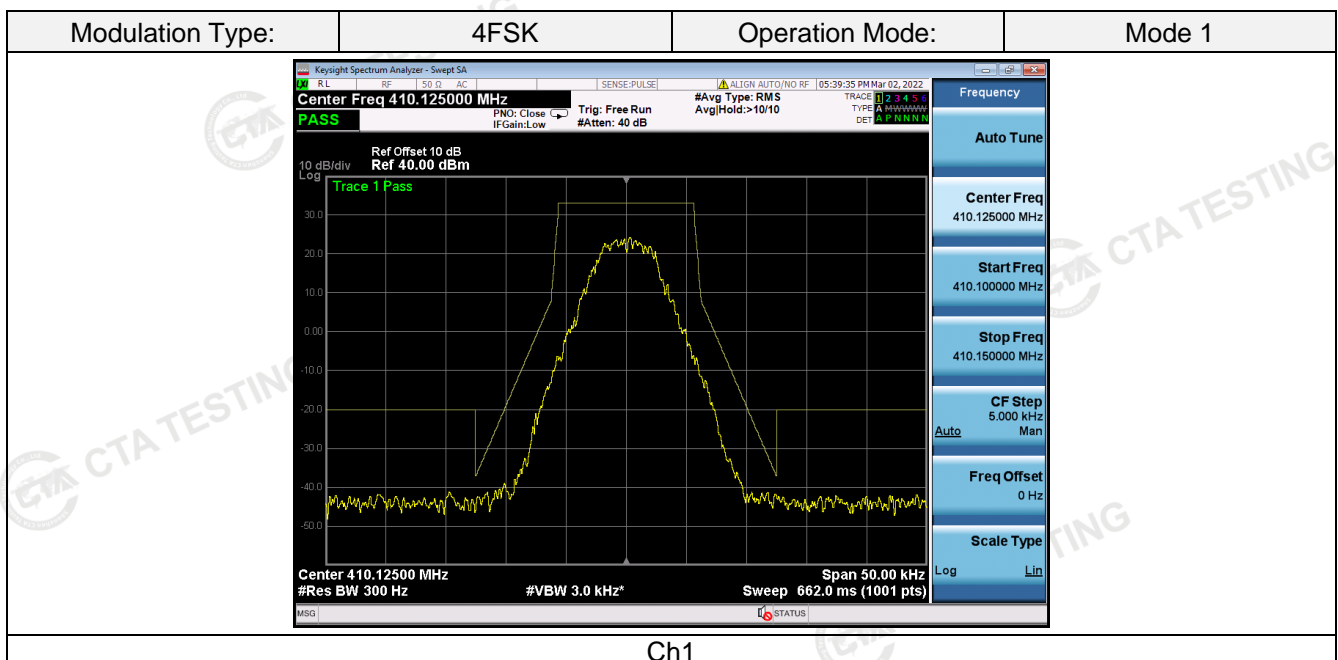 Modulation Type: 4FSK Operation Mode: Mode 1
Keysight Spectrum Analyzer - Swept SA
LXI RL RF 50 Ω AC SENSE:PULSE ALIGN AUTO/NO RF 05:39:35 PM Mar 02, 2022
Center Freq 410.125000 MHz
PASS
PNO: Close
IFGain:Low
Trig: Free Run
#Atten: 40 dB
#Avg Type: RMS
Avg|Hold:>10/10
TRACE 1 2 3 4 5 6
TYPE A M W W W W W
DET A P N N N N
Ref Offset 10 dB
10 dB/div Ref 40.00 dBm
Log
Trace 1 Pass
30.0
20.0
10.0
0.00
-10.0
-20.0
-30.0
-40.0
-50.0
Center 410.12500 MHz Span 50.00 kHz
#Res BW 300 Hz #VBW 3.0 kHz* Sweep 662.0 ms (1001 pts)
MSG STATUS
Frequency
Auto Tune
Center Freq
410.125000 MHz
Start Freq
410.100000 MHz
Stop Freq
410.150000 MHz
CF Step
5.000 kHz
Auto Man
Freq Offset
0 Hz
Scale Type
Log Lin
CTA TESTING
CTA TESTIN
TING
Ch1